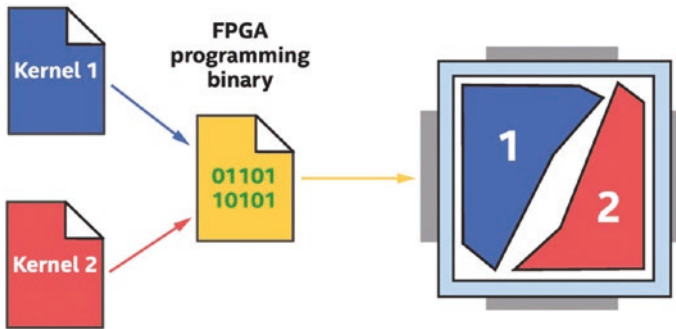 Kernel 1
FPGA
programming
binary
01101
10101
Kernel 2
1
2